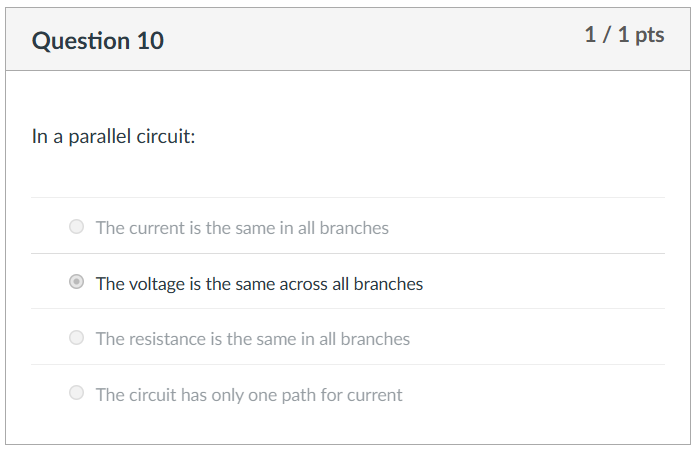 Question 10
1 / 1 pts
In a parallel circuit:
The current is the same in all branches
The voltage is the same across all branches
The resistance is the same in all branches
The circuit has only one path for current